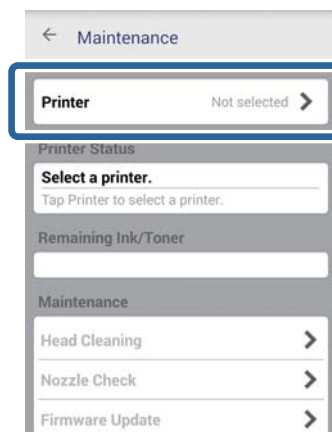 Maintenance
Printer Not selected
Printer Status
Select a printer.
Tap Printer to select a printer.
Remaining Ink/Toner
Maintenance
Head Cleaning
Nozzle Check
Firmware Update